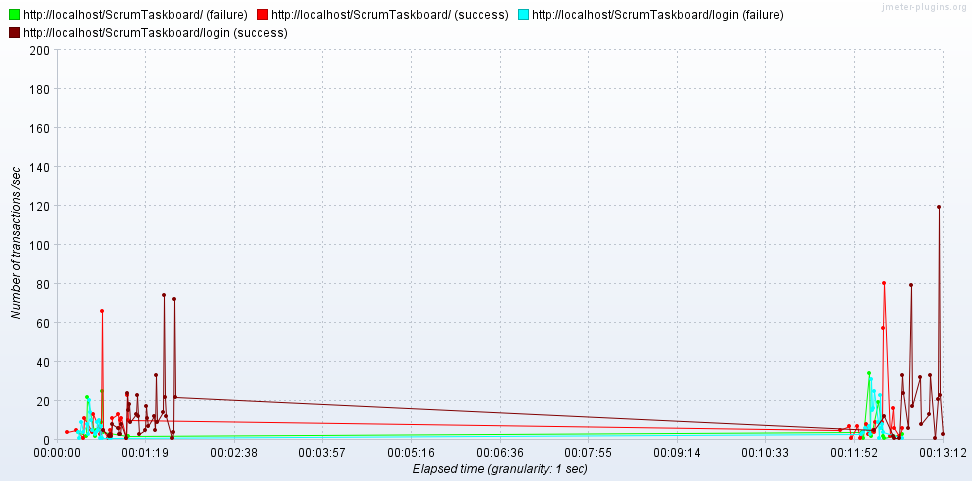 http://localhost/ScrumTaskboard/ (failure) http://localhost/ScrumTaskboard/ (success) http://localhost/ScrumTaskboard/login (failure)
jmeter-plugins.org
http://localhost/ScrumTaskboard/login (success)
200
180
160
140
120
100
80
60
40
20
0
Number of transactions /sec
00:00:00 00:01:19 00:02:38 00:03:57 00:05:16 00:06:36 00:07:55 00:09:14 00:10:33 00:11:52 00:13:12
Elapsed time (granularity: 1 sec)